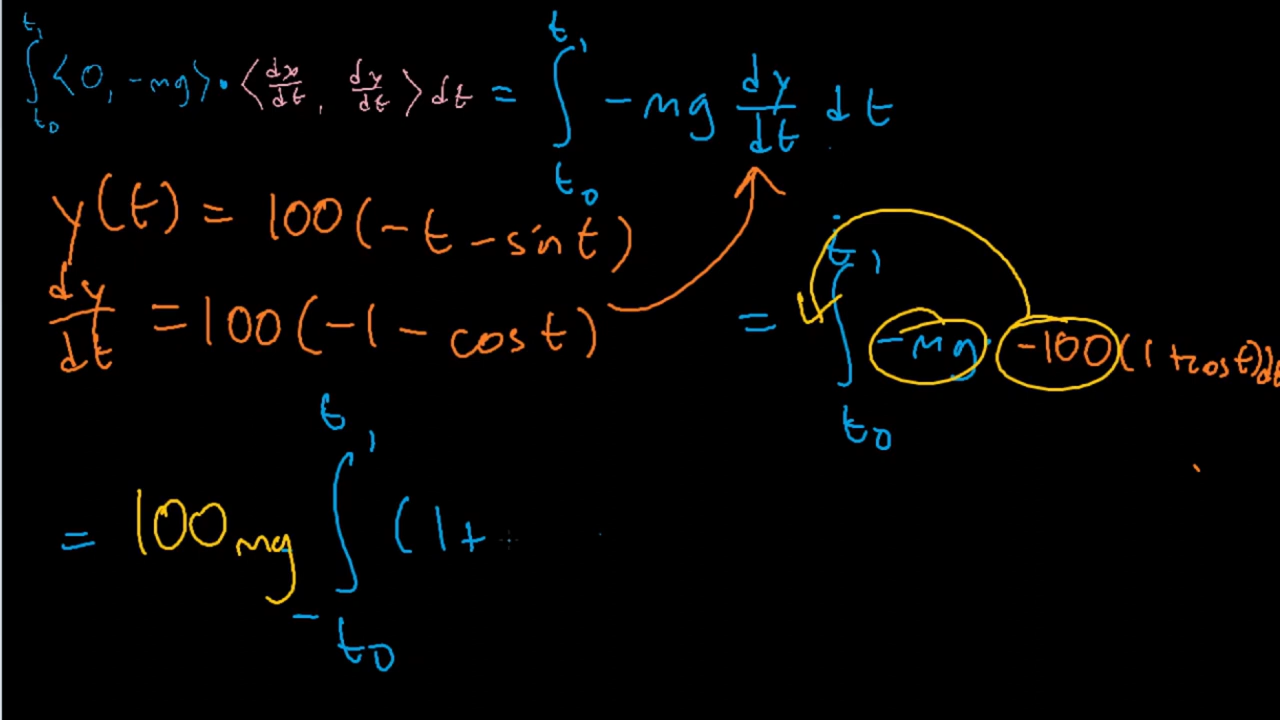 ∫_{t₀}^{t₁} ⟨0, -mg⟩ · ⟨dx/dt, dy/dt⟩ dt = ∫_{t₀}^{t₁} -mg dy/dt dt
y(t) = 100(-t - sin t)
dy/dt = 100(-1 - cos t)
= ∫_{t₀}^{t₁} -mg · -100(1 + cos t) dt
= 100mg ∫_{t₀}^{t₁} (1 +